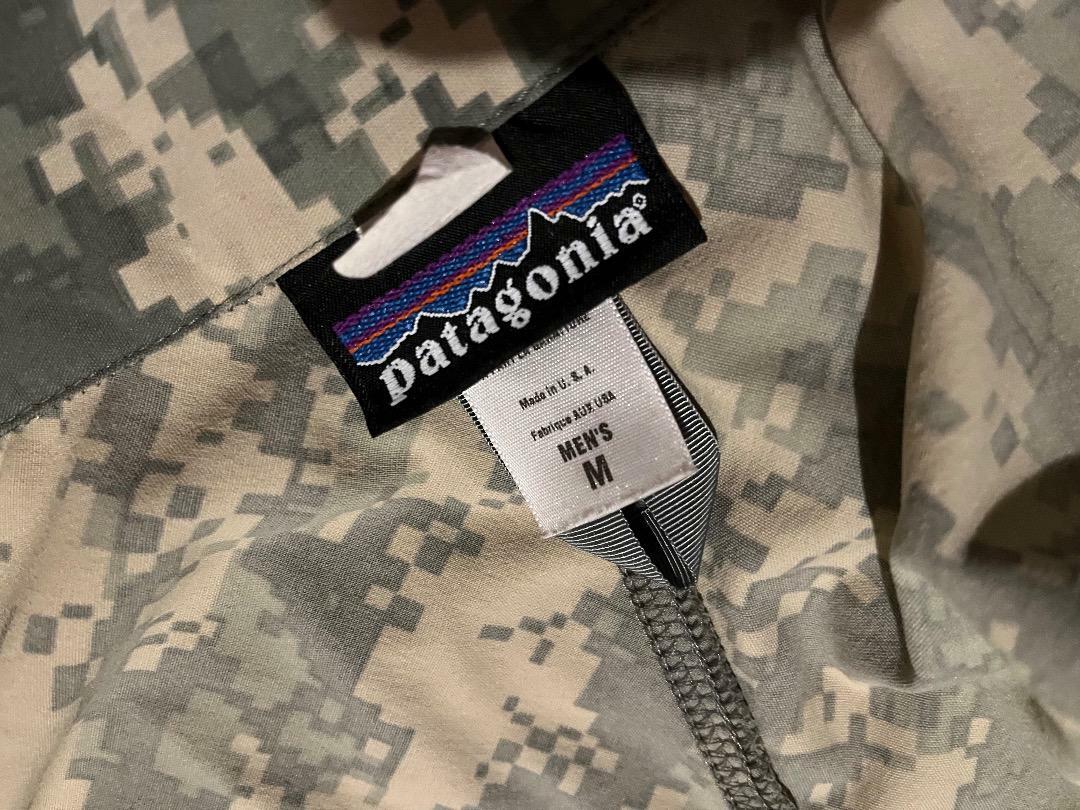 patagonia®
Made in U. S. A.
Fabriqué AUX USA
MEN'S
M